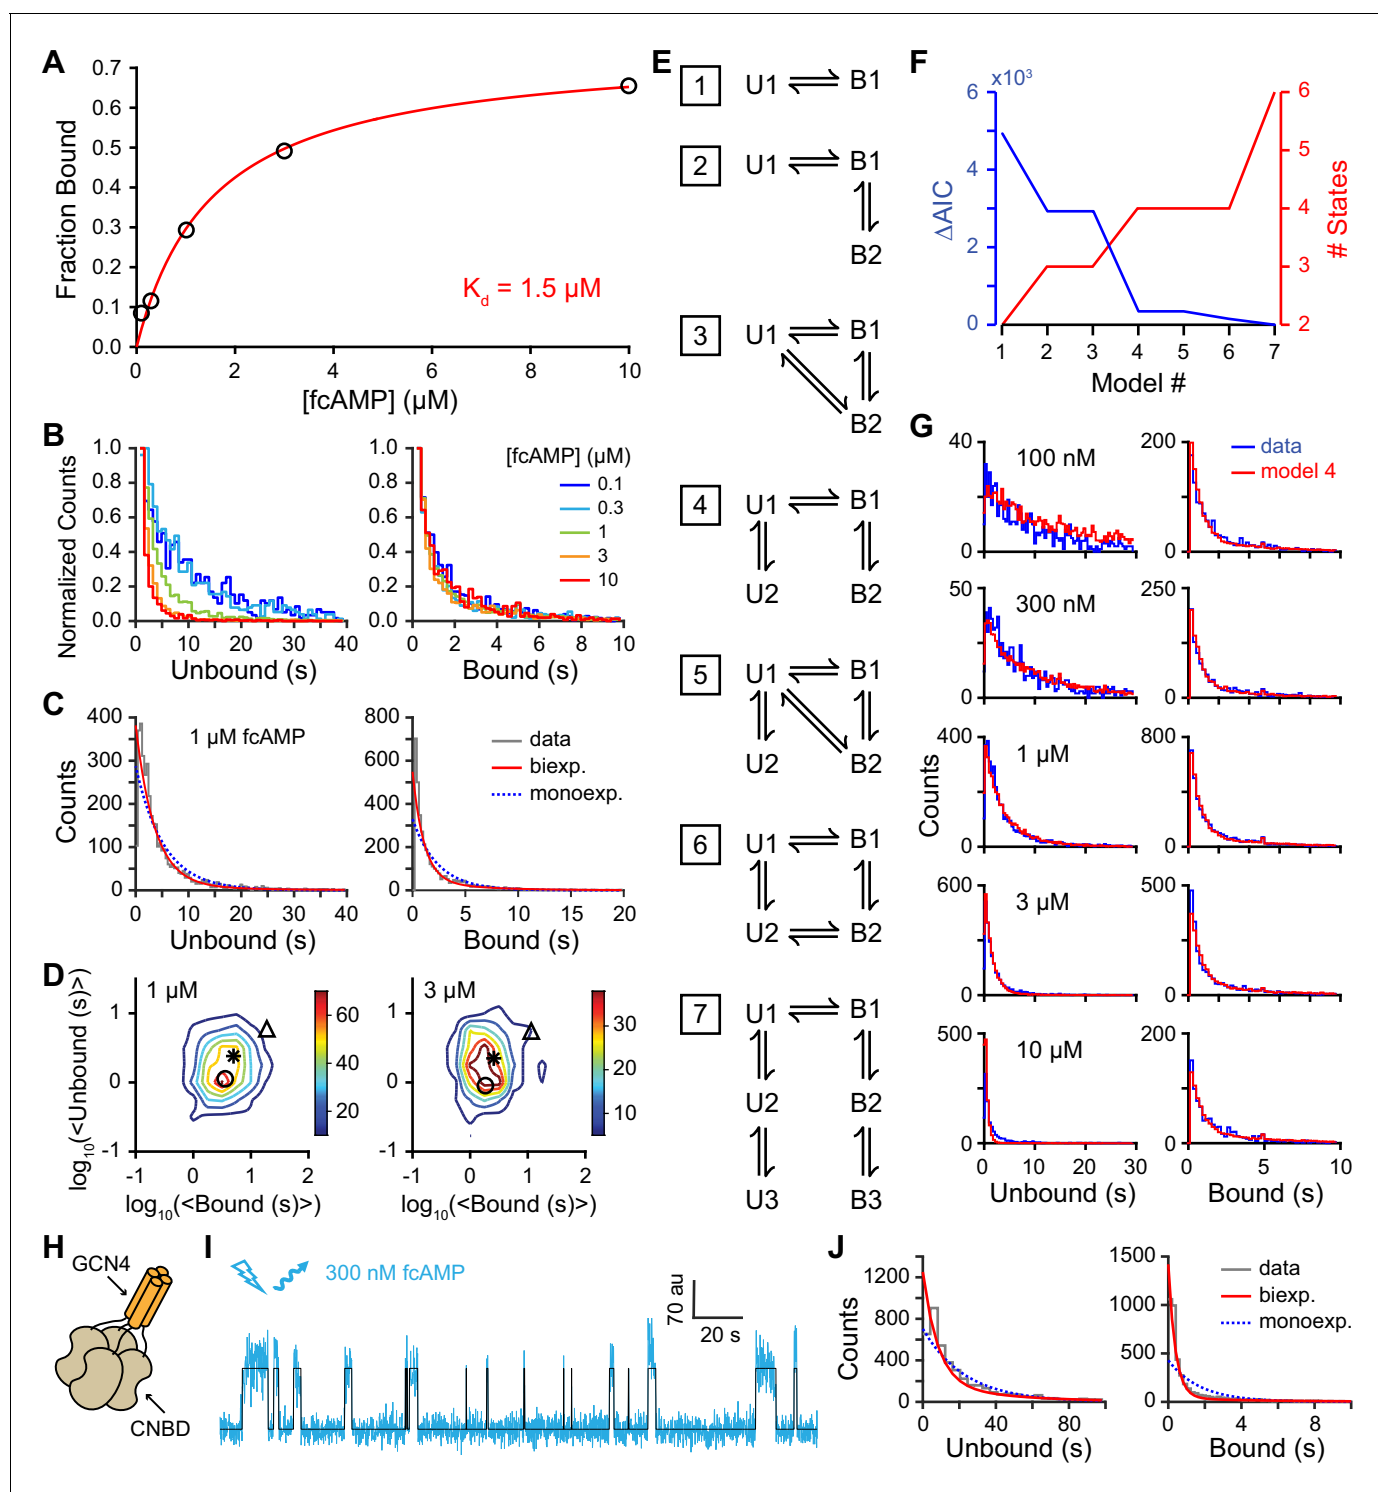 A
Fraction Bound
0.7
0.6
0.5
0.4
0.3
0.2
0.1
0.0
K_d = 1.5 µM
0 2 4 6 8 10
[fcAMP] (µM)
B
Normalized Counts
1.0
0.8
0.6
0.4
0.2
0.0
0 10 20 30 40
Unbound (s)
1.0
0.8
0.6
0.4
0.2
0.0
[fcAMP] (µM)
0.1
0.3
1
3
10
0 2 4 6 8 10
Bound (s)
C
Counts
400
300
200
100
0
1 µM fcAMP
0 10 20 30 40
Unbound (s)
800
600
400
200
0
data
biexp.
monoexp.
0 5 10 15 20
Bound (s)
D
log₁₀(<Unbound (s)>)
1 µM
1
0
-1
-1 0 1 2
log₁₀(<Bound (s)>)
60
40
20
3 µM
1
0
-1
-1 0 1 2
log₁₀(<Bound (s)>)
30
20
10
E
1
U1 B1
2
U1 B1
B2
3
U1 B1
B2
4
U1 B1
U2 B2
5
U1 B1
U2 B2
6
U1 B1
U2 B2
7
U1 B1
U2 B2
U3 B3
F
x10³
ΔAIC
6
4
2
0
# States
6
5
4
3
2
1 2 3 4 5 6 7
Model #
G
Counts
40
0
100 nM
200
0
data
model 4
50
0
300 nM
250
0
400
0
1 µM
800
0
600
0
3 µM
500
0
500
0
10 µM
200
0
0 10 20 30
Unbound (s)
0 5 10
Bound (s)
H
GCN4
CNBD
I
300 nM fcAMP
70 au
20 s
J
Counts
1200
800
400
0
0 40 80
Unbound (s)
1500
1000
500
0
data
biexp.
monoexp.
0 4 8
Bound (s)